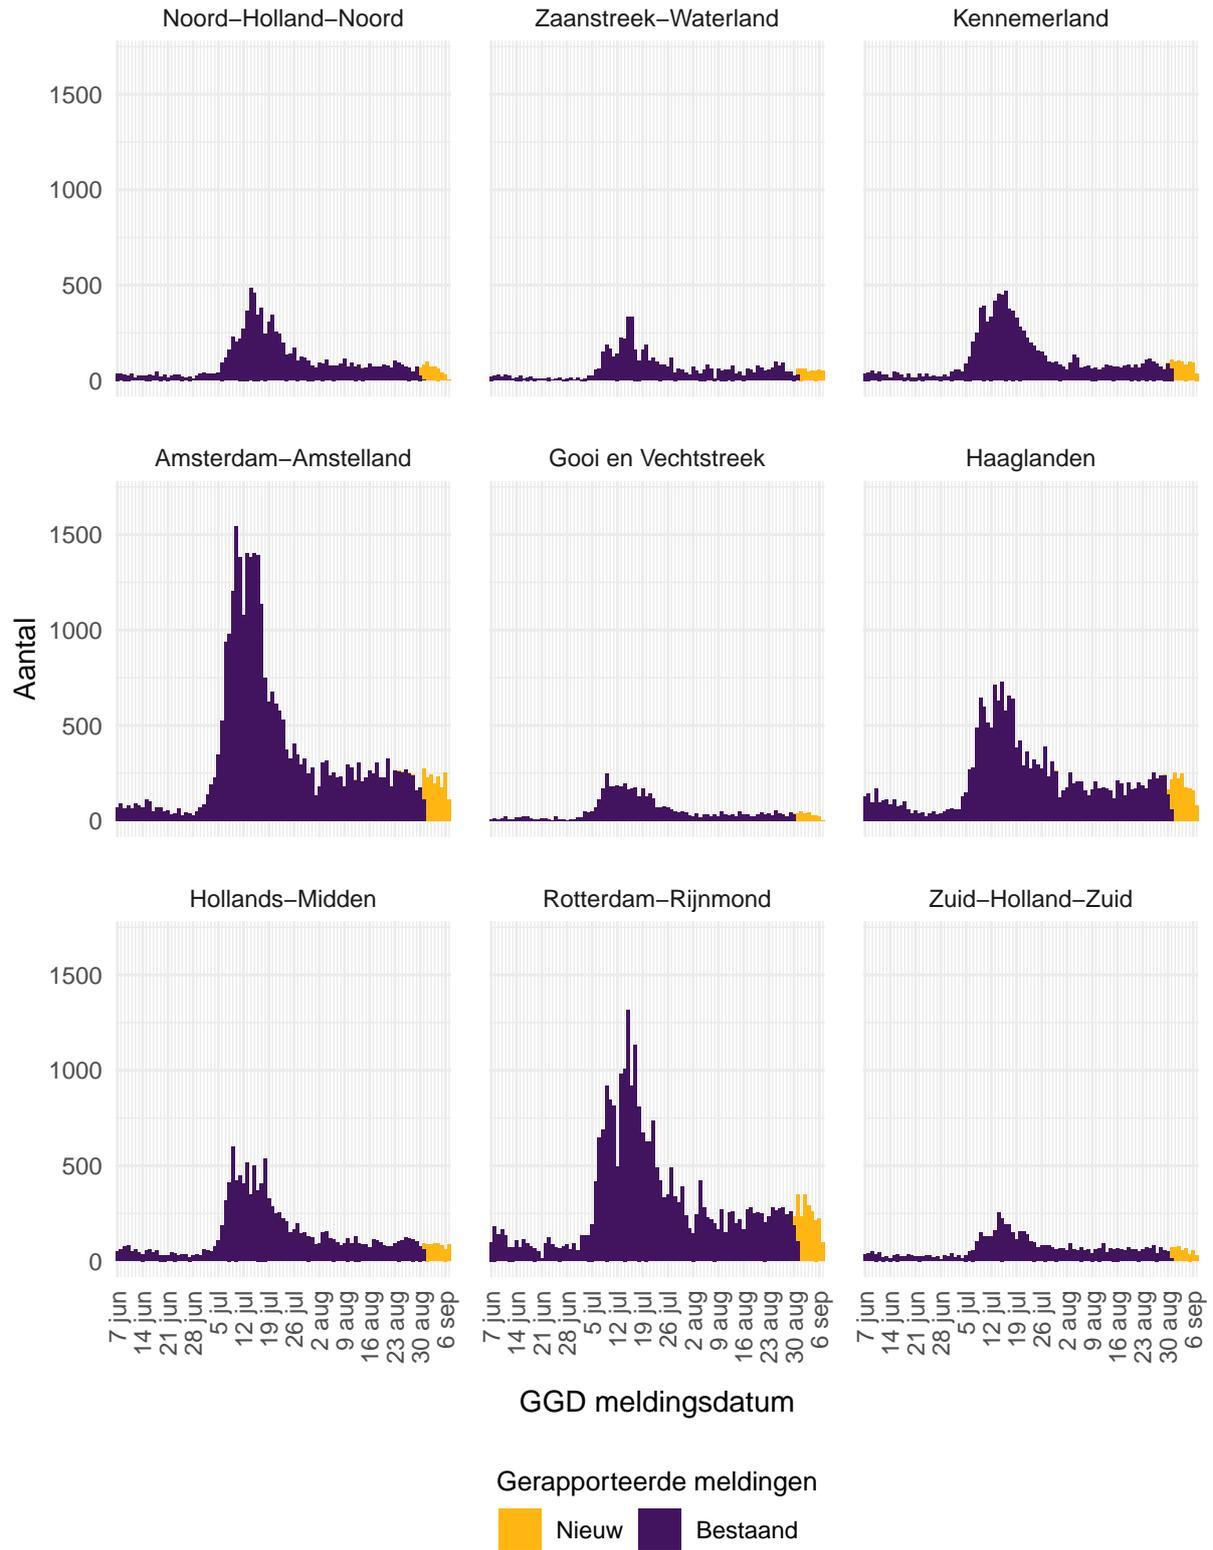 Noord−Holland−Noord
Zaanstreek−Waterland
Kennemerland
1500
1000
500
0
Amsterdam−Amstelland
Gooi en Vechtstreek
Haaglanden
1500
1000
500
0
Aantal
Hollands−Midden
Rotterdam−Rijnmond
Zuid−Holland−Zuid
1500
1000
500
0
7 jun
14 jun
21 jun
28 jun
5 jul
12 jul
19 jul
26 jul
2 aug
9 aug
16 aug
23 aug
30 aug
6 sep
7 jun
14 jun
21 jun
28 jun
5 jul
12 jul
19 jul
26 jul
2 aug
9 aug
16 aug
23 aug
30 aug
6 sep
7 jun
14 jun
21 jun
28 jun
5 jul
12 jul
19 jul
26 jul
2 aug
9 aug
16 aug
23 aug
30 aug
6 sep
GGD meldingsdatum
Gerapporteerde meldingen
Nieuw
Bestaand